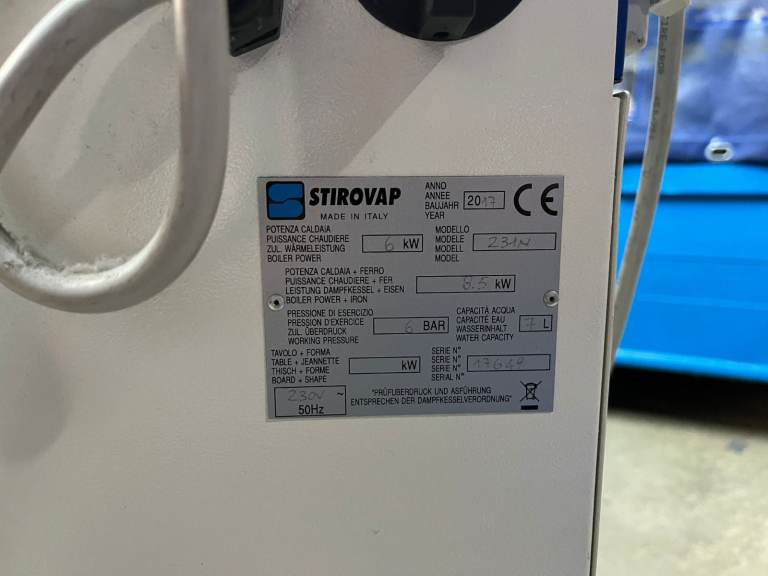 STIROVAP
MADE IN ITALY
ANNO
ANNEE
BAUJAHR
YEAR
2017
CE
POTENZA CALDAIA
PUISSANCE CHAUDIERE
ZUL. WÄRMELEISTUNG
BOILER POWER
6 kW
MODELLO
MODELE
MODELL
MODEL
231N
POTENZA CALDAIA + FERRO
PUISSANCE CHAUDIERE + FER.
LEISTUNG DAMPFKESSEL + EISEN
BOILER POWER + IRON
8.5 kW
PRESSIONE DI ESERCIZIO
PRESSION D'EXERCICE
ZUL. ÜBERDRUCK
WORKING PRESSURE
6 BAR
CAPACITÀ ACQUA
CAPACITÉ EAU
WASSERINHALT
WATER CAPACITY
7 L
TAVOLO + FORMA
TABLE + JEANNETTE
THISCH + FORME
BOARD + SHAPE
kW
SERIE N°
SERIE N°
SERIE N°
SERIAL N°
17649
230V ~
50Hz
"PRÜFUBERDRUCK UND ASFÜHRUNG
ENTSPRECHEN DER DAMPFKESSELVERORDNUNG"